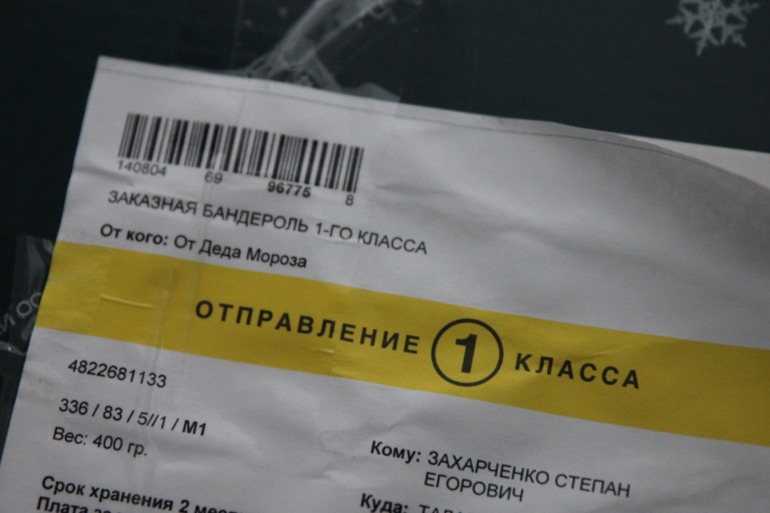 140804 69 96775 8
ЗАКАЗНАЯ БАНДЕРОЛЬ 1-ГО КЛАССА
От кого: От Деда Мороза
ОТПРАВЛЕНИЕ 1 КЛАССА
4822681133
336 / 83 / 5//1 / М1
Вес: 400 гр.
Кому: ЗАХАРЧЕНКО СТЕПАН
ЕГОРОВИЧ
Срок хранения 2
Куда:
Плата